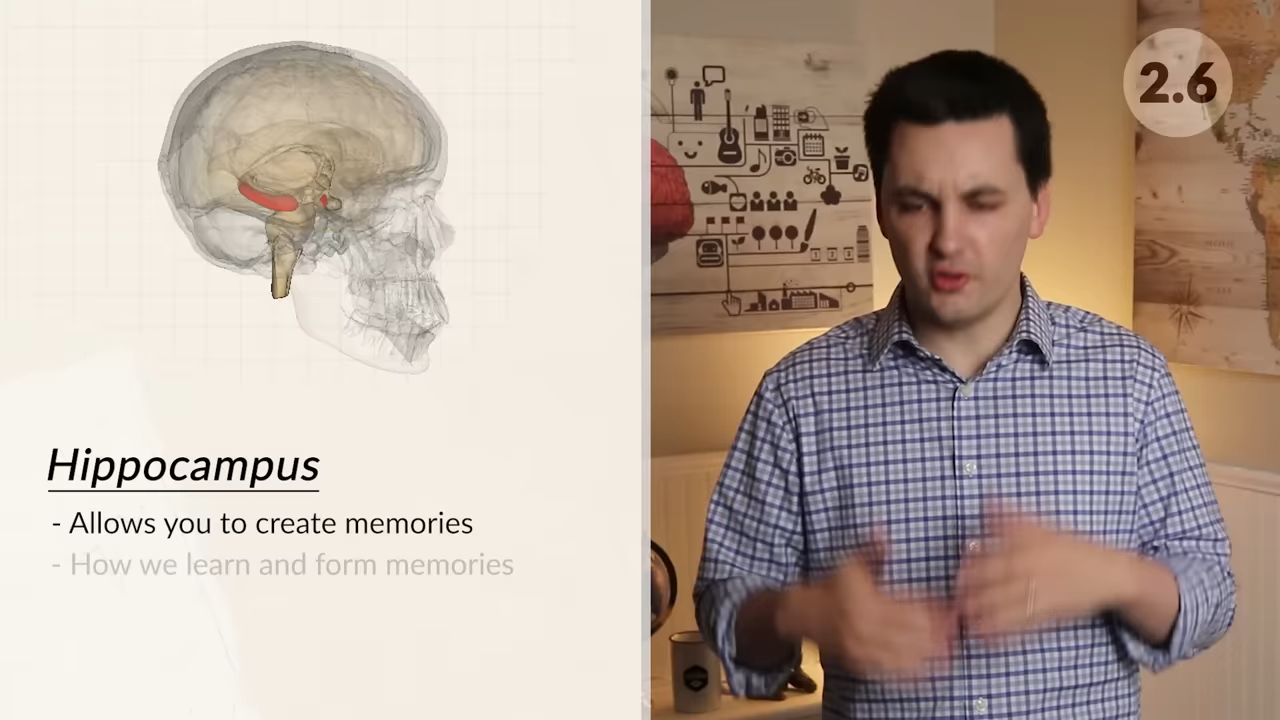 Hippocampus
- Allows you to create memories
- How we learn and form memories
2.6